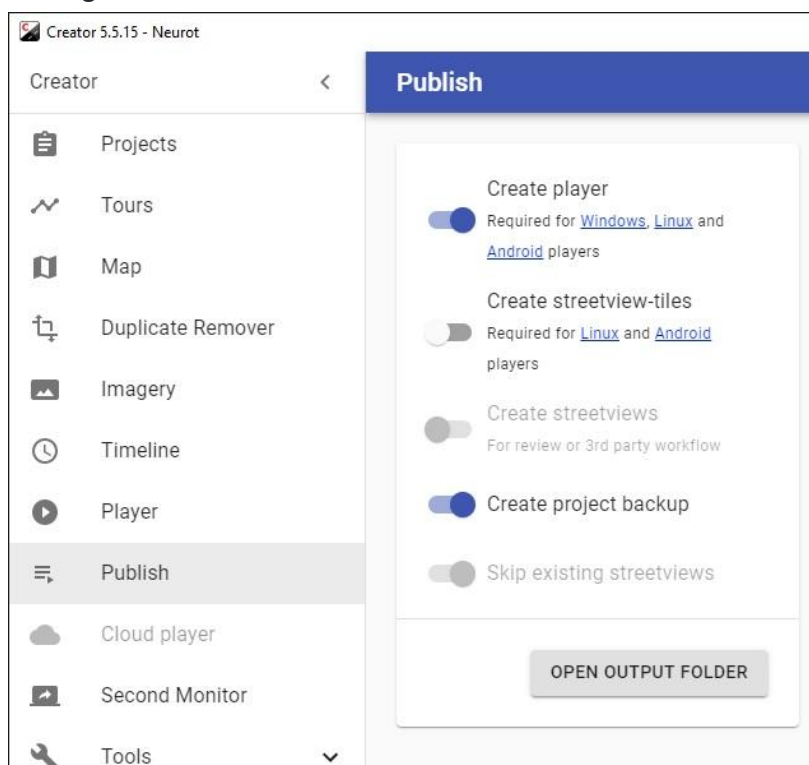 Creator 5.5.15 - Neurot
Creator
Projects
Tours
Map
Duplicate Remover
Imagery
Timeline
Player
Publish
Cloud player
Second Monitor
Tools
Publish
Create player
Required for Windows, Linux and
Android players
Create streetview-tiles
Required for Linux and Android
players
Create streetviews
For review or 3rd party workflow
Create project backup
Skip existing streetviews
OPEN OUTPUT FOLDER